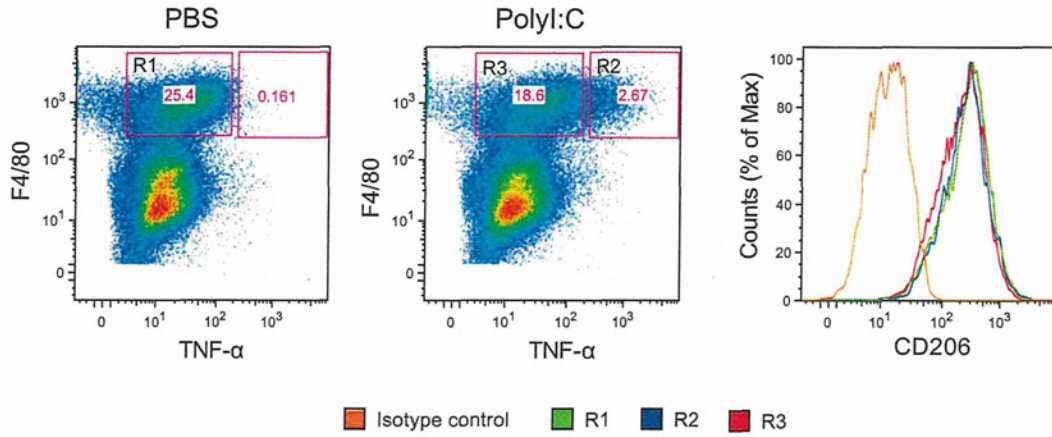 PBS
F4/80
10³
10²
10¹
0
R1
25.4
0.161
0
10¹
10²
10³
TNF-α
PolyI:C
F4/80
10³
10²
10¹
0
R3
18.6
R2
2.67
0
10¹
10²
10³
TNF-α
Counts (% of Max)
100
80
60
40
20
0
0
10¹
10²
10³
CD206
Isotype control
R1
R2
R3